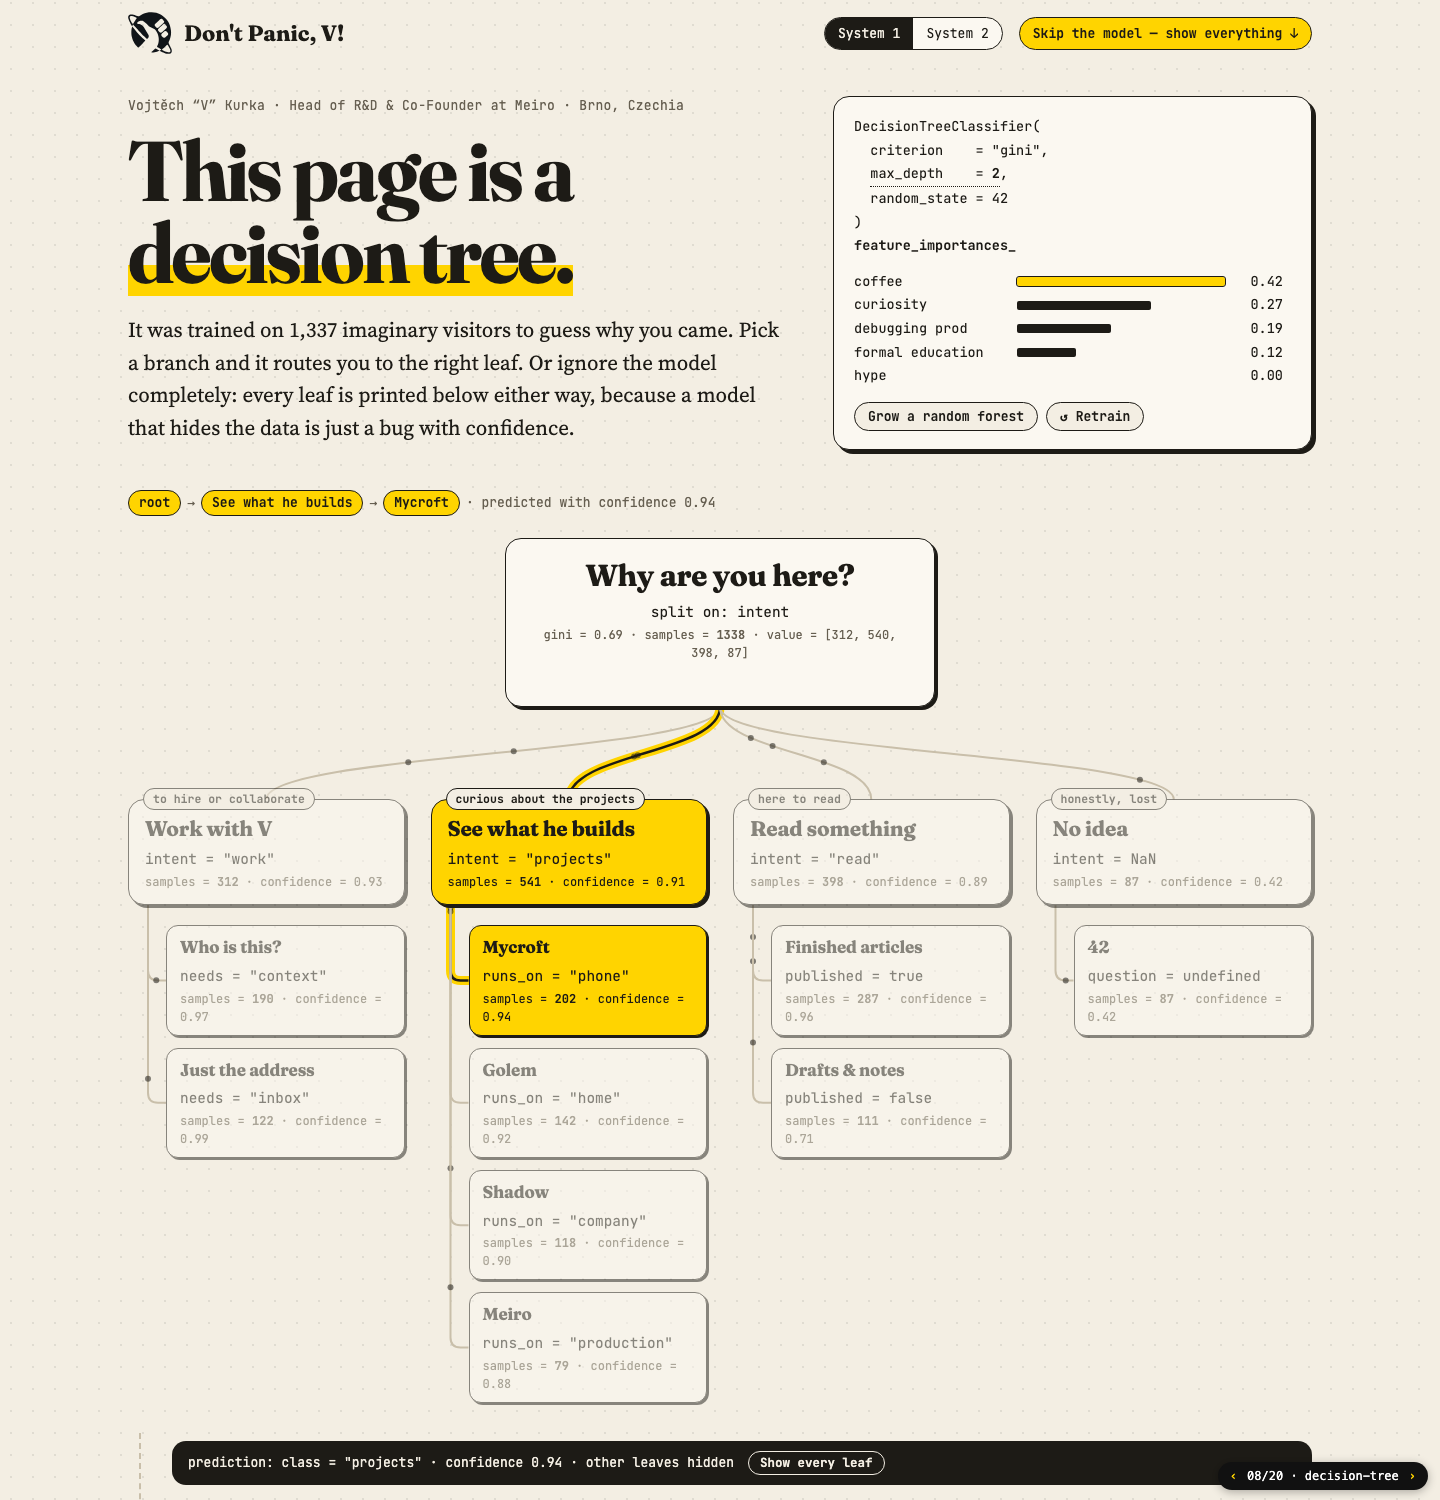 Don't Panic, V!
System 1
System 2
Skip the model — show everything ↓
Vojtěch “V” Kurka · Head of R&D & Co-Founder at Meiro · Brno, Czechia
This page is a
decision tree.
It was trained on 1,337 imaginary visitors to guess why you came. Pick
a branch and it routes you to the right leaf. Or ignore the model
completely: every leaf is printed below either way, because a model
that hides the data is just a bug with confidence.
DecisionTreeClassifier(
criterion = "gini",
max_depth = 2,
random_state = 42
)
feature_importances_
coffee 0.42
curiosity 0.27
debugging prod 0.19
formal education 0.12
hype 0.00
Grow a random forest
↺ Retrain
root → See what he builds → Mycroft · predicted with confidence 0.94
Why are you here?
split on: intent
gini = 0.69 · samples = 1338 · value = [312, 540,
398, 87]
to hire or collaborate
Work with V
intent = "work"
samples = 312 · confidence = 0.93
Who is this?
needs = "context"
samples = 190 · confidence =
0.97
Just the address
needs = "inbox"
samples = 122 · confidence =
0.99
curious about the projects
See what he builds
intent = "projects"
samples = 541 · confidence = 0.91
Mycroft
runs_on = "phone"
samples = 202 · confidence =
0.94
Golem
runs_on = "home"
samples = 142 · confidence =
0.92
Shadow
runs_on = "company"
samples = 118 · confidence =
0.90
Meiro
runs_on = "production"
samples = 79 · confidence =
0.88
here to read
Read something
intent = "read"
samples = 398 · confidence = 0.89
Finished articles
published = true
samples = 287 · confidence =
0.96
Drafts & notes
published = false
samples = 111 · confidence =
0.71
honestly, lost
No idea
intent = NaN
samples = 87 · confidence = 0.42
42
question = undefined
samples = 87 · confidence =
0.42
prediction: class = "projects" · confidence 0.94 · other leaves hidden
Show every leaf
‹ 08/20 · decision-tree ›